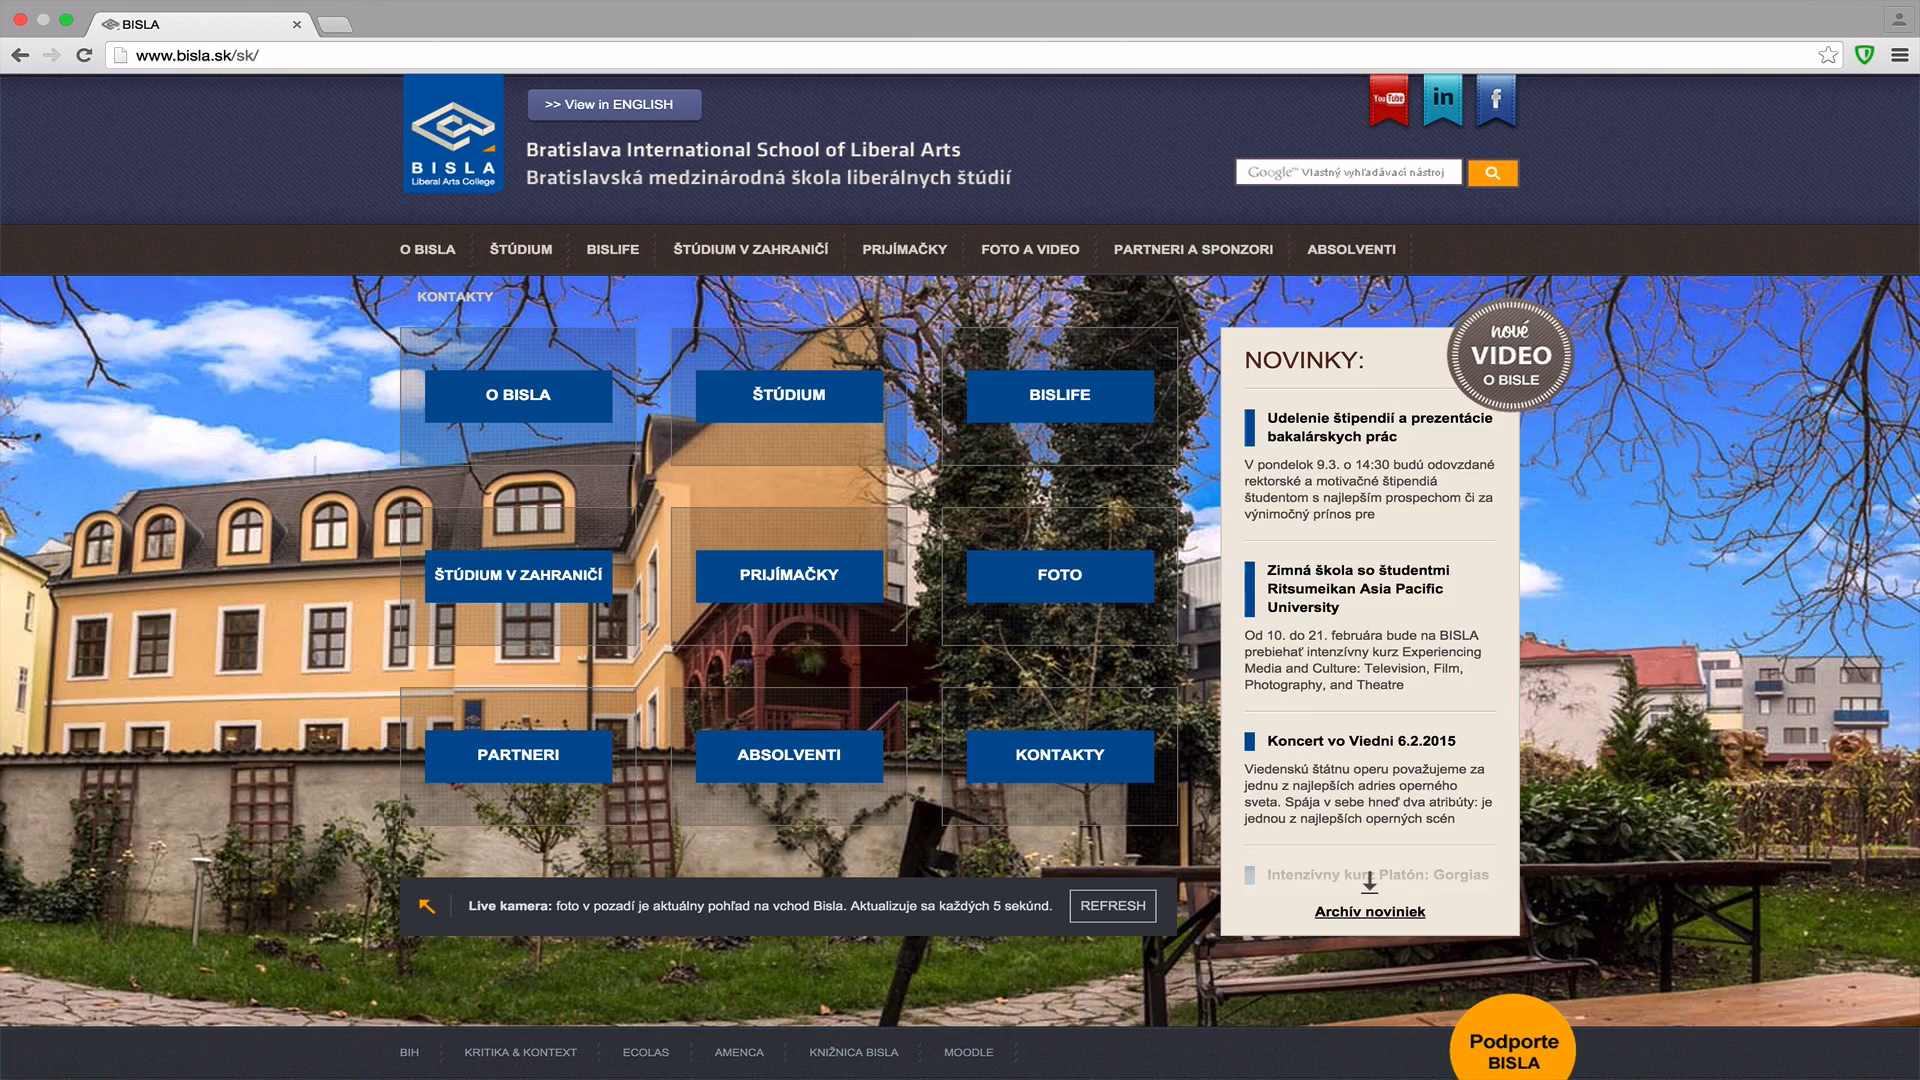 BISLA
www.bisla.sk/sk/
BISLA
Liberal Arts College
>> View in ENGLISH
Bratislava International School of Liberal Arts
Bratislavská medzinárodná škola liberálnych štúdií
You Tube
in
f
Google™ Vlastný vyhľadávací nástroj
O BISLA
ŠTÚDIUM
BISLIFE
ŠTÚDIUM V ZAHRANIČÍ
PRIJÍMAČKY
FOTO A VIDEO
PARTNERI A SPONZORI
ABSOLVENTI
KONTAKTY
O BISLA
ŠTÚDIUM
BISLIFE
ŠTÚDIUM V ZAHRANIČÍ
PRIJÍMAČKY
FOTO
PARTNERI
ABSOLVENTI
KONTAKTY
Live kamera: foto v pozadí je aktuálny pohľad na vchod Bisla. Aktualizuje sa každých 5 sekúnd.
REFRESH
NOVINKY:
nové
VIDEO
O BISLE
Udelenie štipendií a prezentácie
bakalárskych prác
V pondelok 9.3. o 14:30 budú odovzdané
rektorské a motivačné štipendiá
študentom s najlepším prospechom či za
výnimočný prínos pre
Zimná škola so študentmi
Ritsumeikan Asia Pacific
University
Od 10. do 21. februára bude na BISLA
prebiehať intenzívny kurz Experiencing
Media and Culture: Television, Film,
Photography, and Theatre
Koncert vo Viedni 6.2.2015
Viedenskú štátnu operu považujeme za
jednu z najlepších adries operného
sveta. Spája v sebe hneď dva atribúty: je
jednou z najlepších operných scén
Intenzívny kurz Platón: Gorgias
Archív noviniek
BIH
KRITIKA & KONTEXT
ECOLAS
AMENCA
KNIŽNICA BISLA
MOODLE
Podporte
BISLA